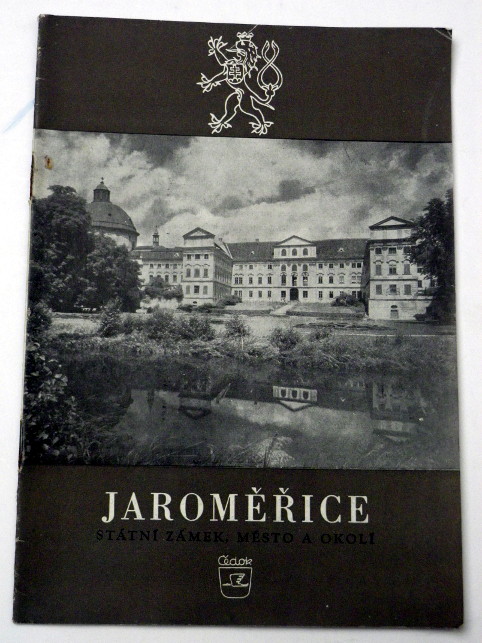 JAROMĚŘICE
STÁTNÍ ZÁMEK, MĚSTO A OKOLÍ
Čedok